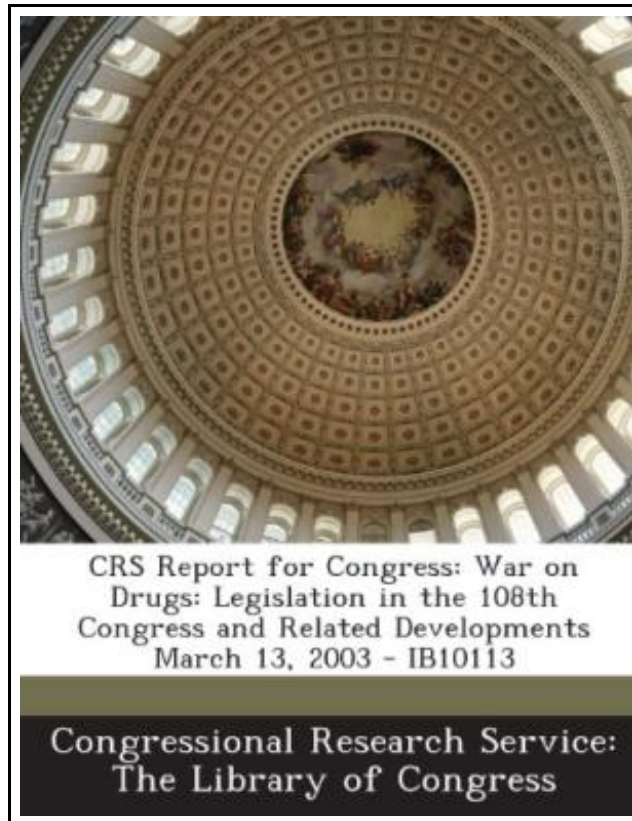 CRS Report for Congress: War on
Drugs: Legislation in the 108th
Congress and Related Developments
March 13, 2003 - IB10113
Congressional Research Service:
The Library of Congress